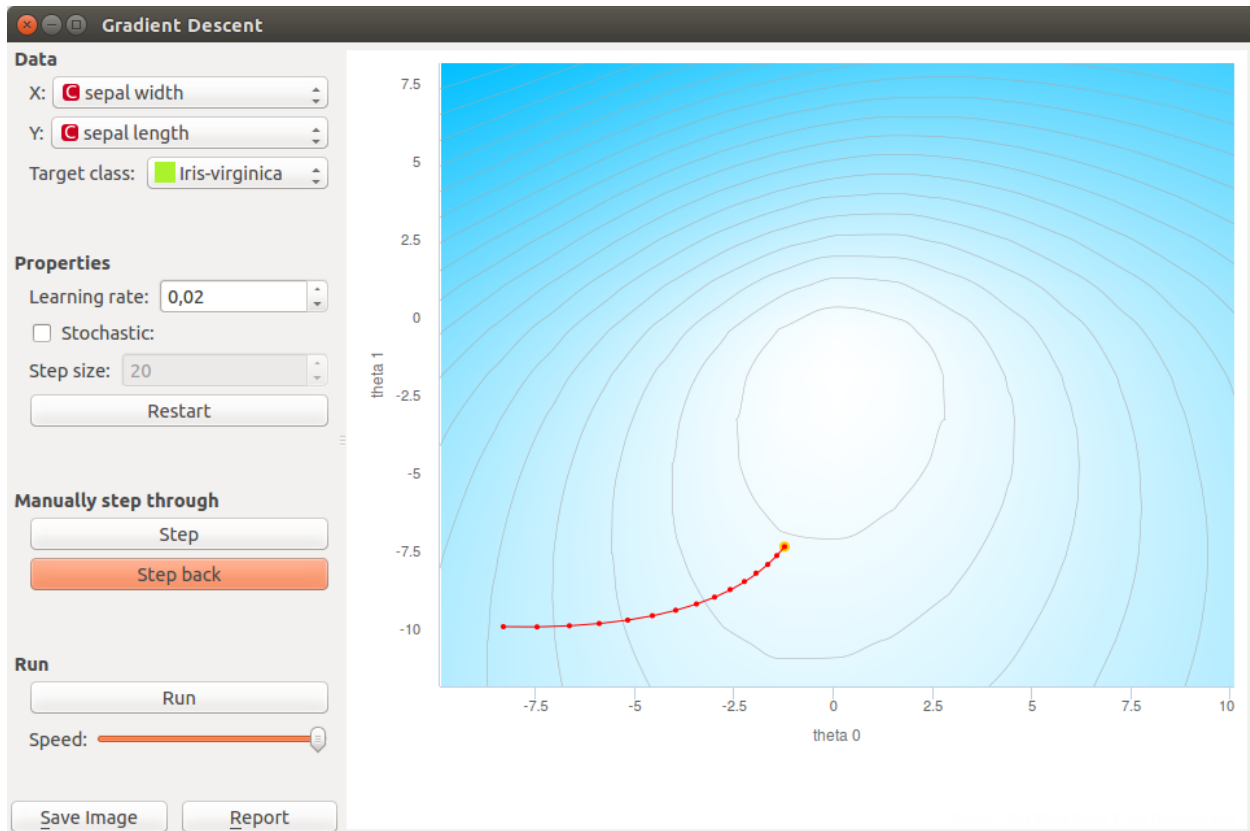 Gradient Descent
Data
X: C sepal width
Y: C sepal length
Target class: Iris-virginica
Properties
Learning rate: 0,02
Stochastic:
Step size: 20
Restart
Manually step through
Step
Step back
Run
Run
Speed:
Save Image Report
7.5
5
2.5
0
-2.5
-5
-7.5
-10
theta 1
-7.5 -5 -2.5 0 2.5 5 7.5 10
theta 0